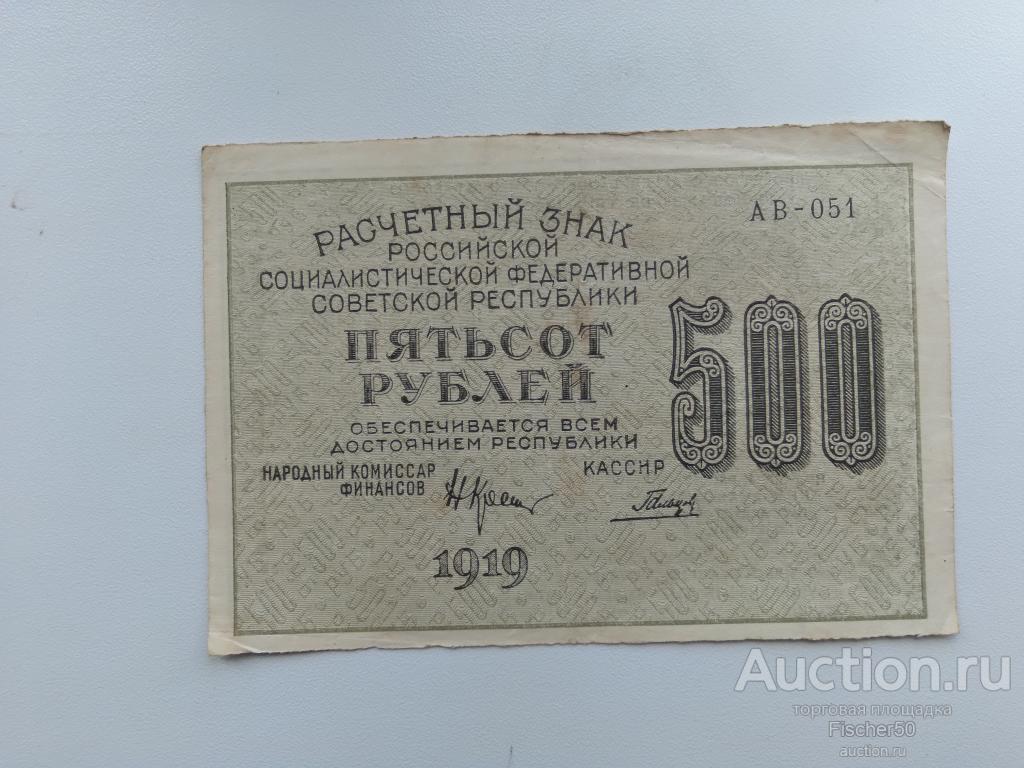 АВ-051
РАСЧЕТНЫЙ ЗНАК
РОССИЙСКОЙ
СОЦИАЛИСТИЧЕСКОЙ ФЕДЕРАТИВНОЙ
СОВЕТСКОЙ РЕСПУБЛИКИ
ПЯТЬСОТ
РУБЛЕЙ
500
ОБЕСПЕЧИВАЕТСЯ ВСЕМ
ДОСТОЯНИЕМ РЕСПУБЛИКИ
НАРОДНЫЙ КОМИССАР
ФИНАНСОВ
КАССИР
1919
Auction.ru
торговая площадка
Fischer50
auction.ru